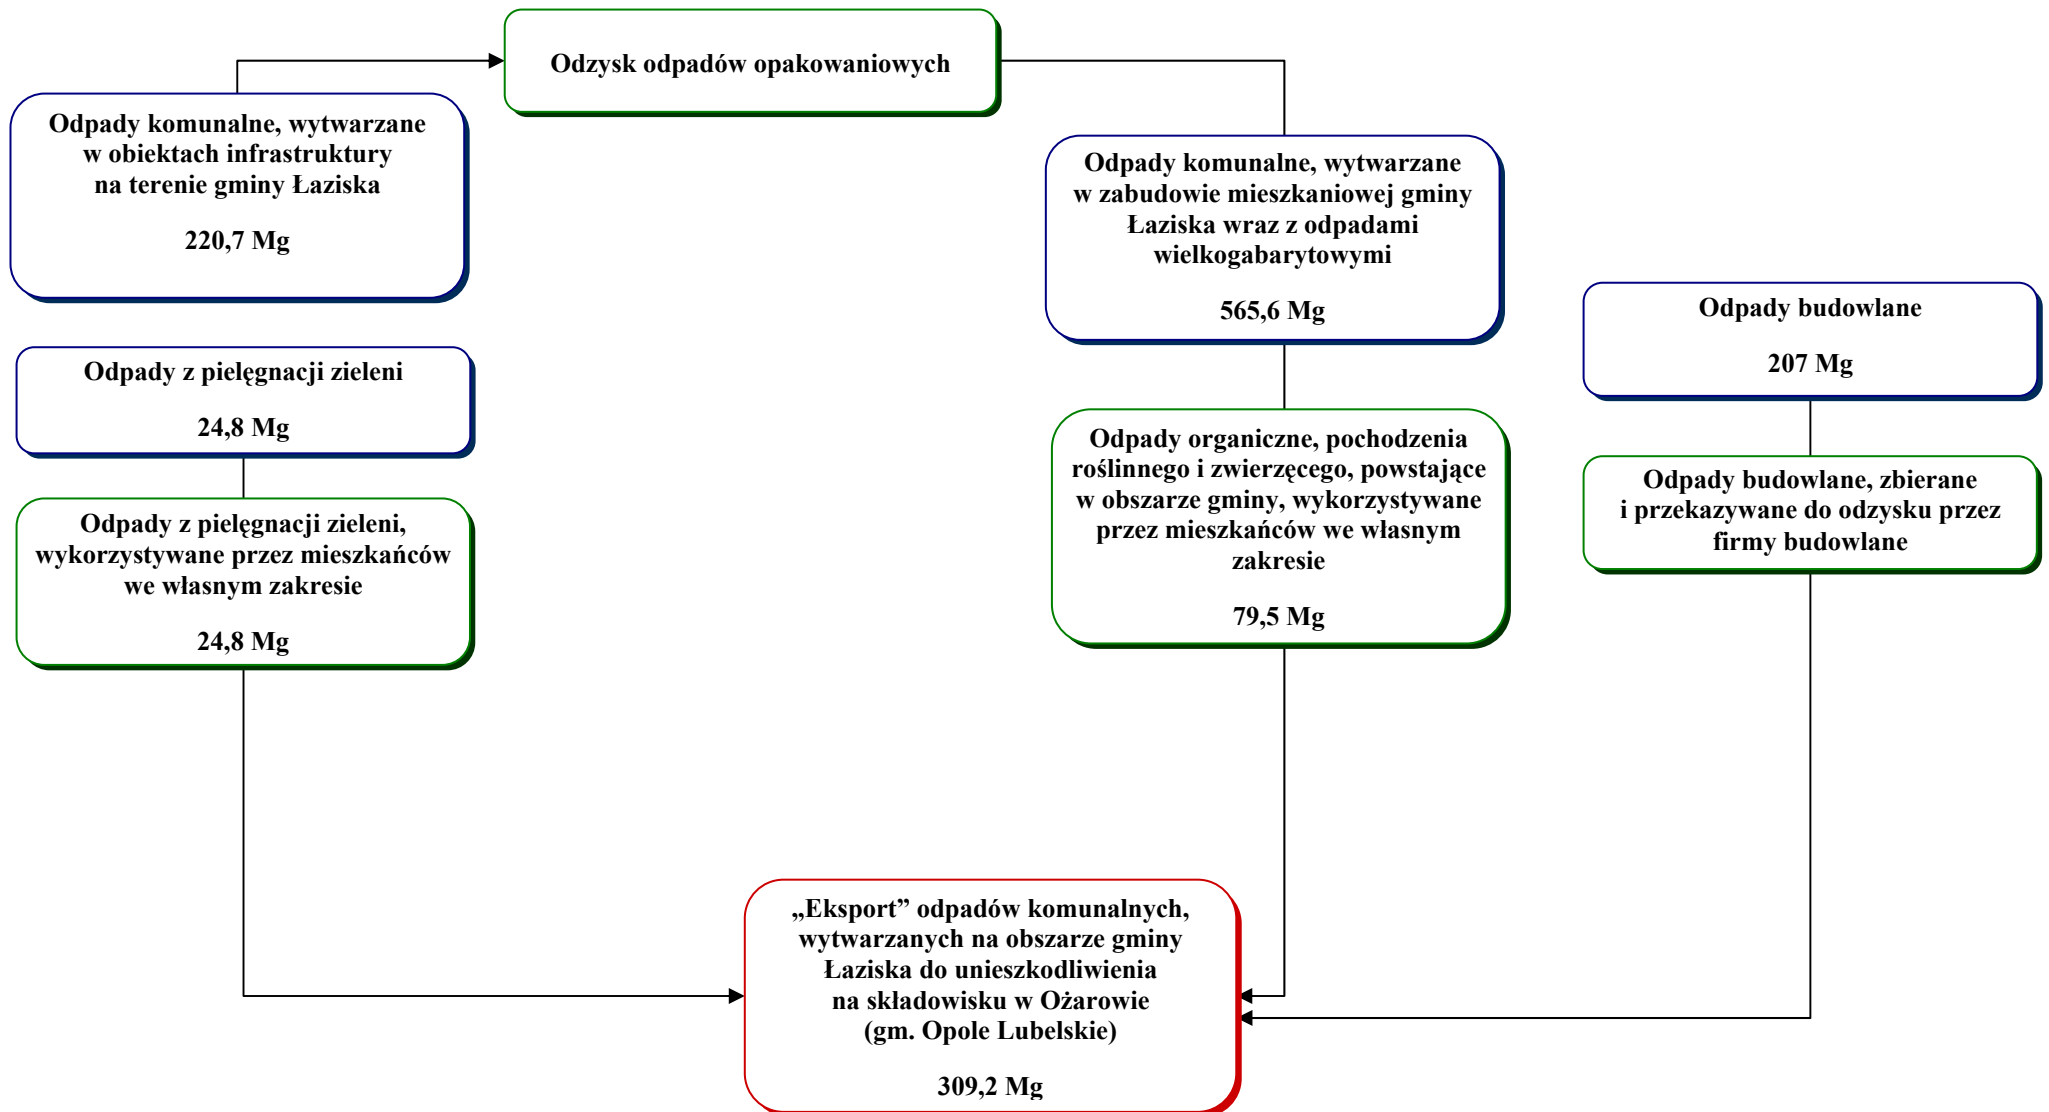 Odzysk odpadów opakowaniowych
Odpady komunalne, wytwarzane
w obiektach infrastruktury
na terenie gminy Łaziska
220,7 Mg
Odpady komunalne, wytwarzane
w zabudowie mieszkaniowej gminy
Łaziska wraz z odpadami
wielkogabarytowymi
565,6 Mg
Odpady budowlane
207 Mg
Odpady z pielęgnacji zieleni
24,8 Mg
Odpady organiczne, pochodzenia
roślinnego i zwierzęcego, powstające
w obszarze gminy, wykorzystywane
przez mieszkańców we własnym
zakresie
79,5 Mg
Odpady budowlane, zbierane
i przekazywane do odzysku przez
firmy budowlane
Odpady z pielęgnacji zieleni,
wykorzystywane przez mieszkańców
we własnym zakresie
24,8 Mg
„Eksport” odpadów komunalnych,
wytwarzanych na obszarze gminy
Łaziska do unieszkodliwienia
na składowisku w Ożarowie
(gm. Opole Lubelskie)
309,2 Mg